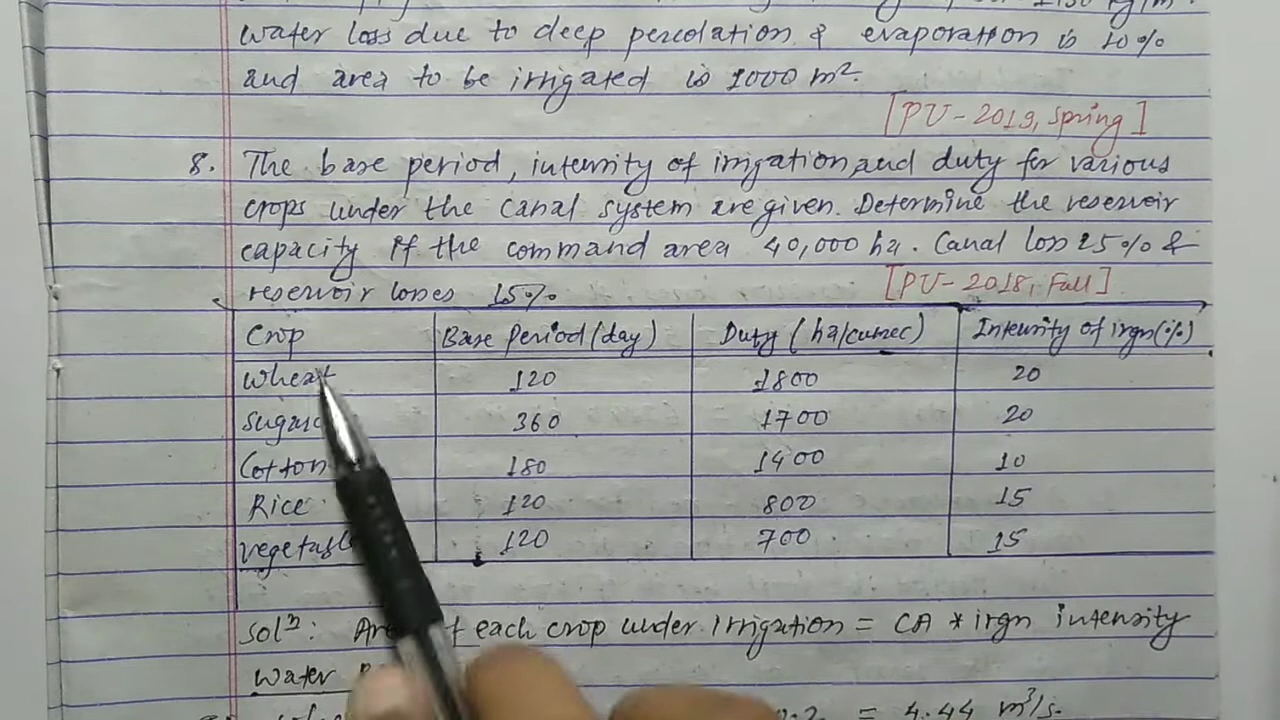 water loss due to deep percolation & evaporation is 10%
and area to be irrigated is 1000 m².
[PU-2019, Spring]
8. The base period, intensity of irrigation and duty for various
crops under the canal system are given. Determine the reservoir
capacity if the command area 40,000 ha. Canal loss 25% &
reservoir losses 15%
[PU-2018, Fall]
Crop Base Period (day) Duty (ha/cumec) Intensity of irgn (%)
Wheat 120 1800 20
360 1700 20
Cotton 180 1400 10
Rice 120 800 15
120 700 15
Solⁿ: each crop under irrigation = CA * irgn intensity
Water
= 4.44 m³/s.